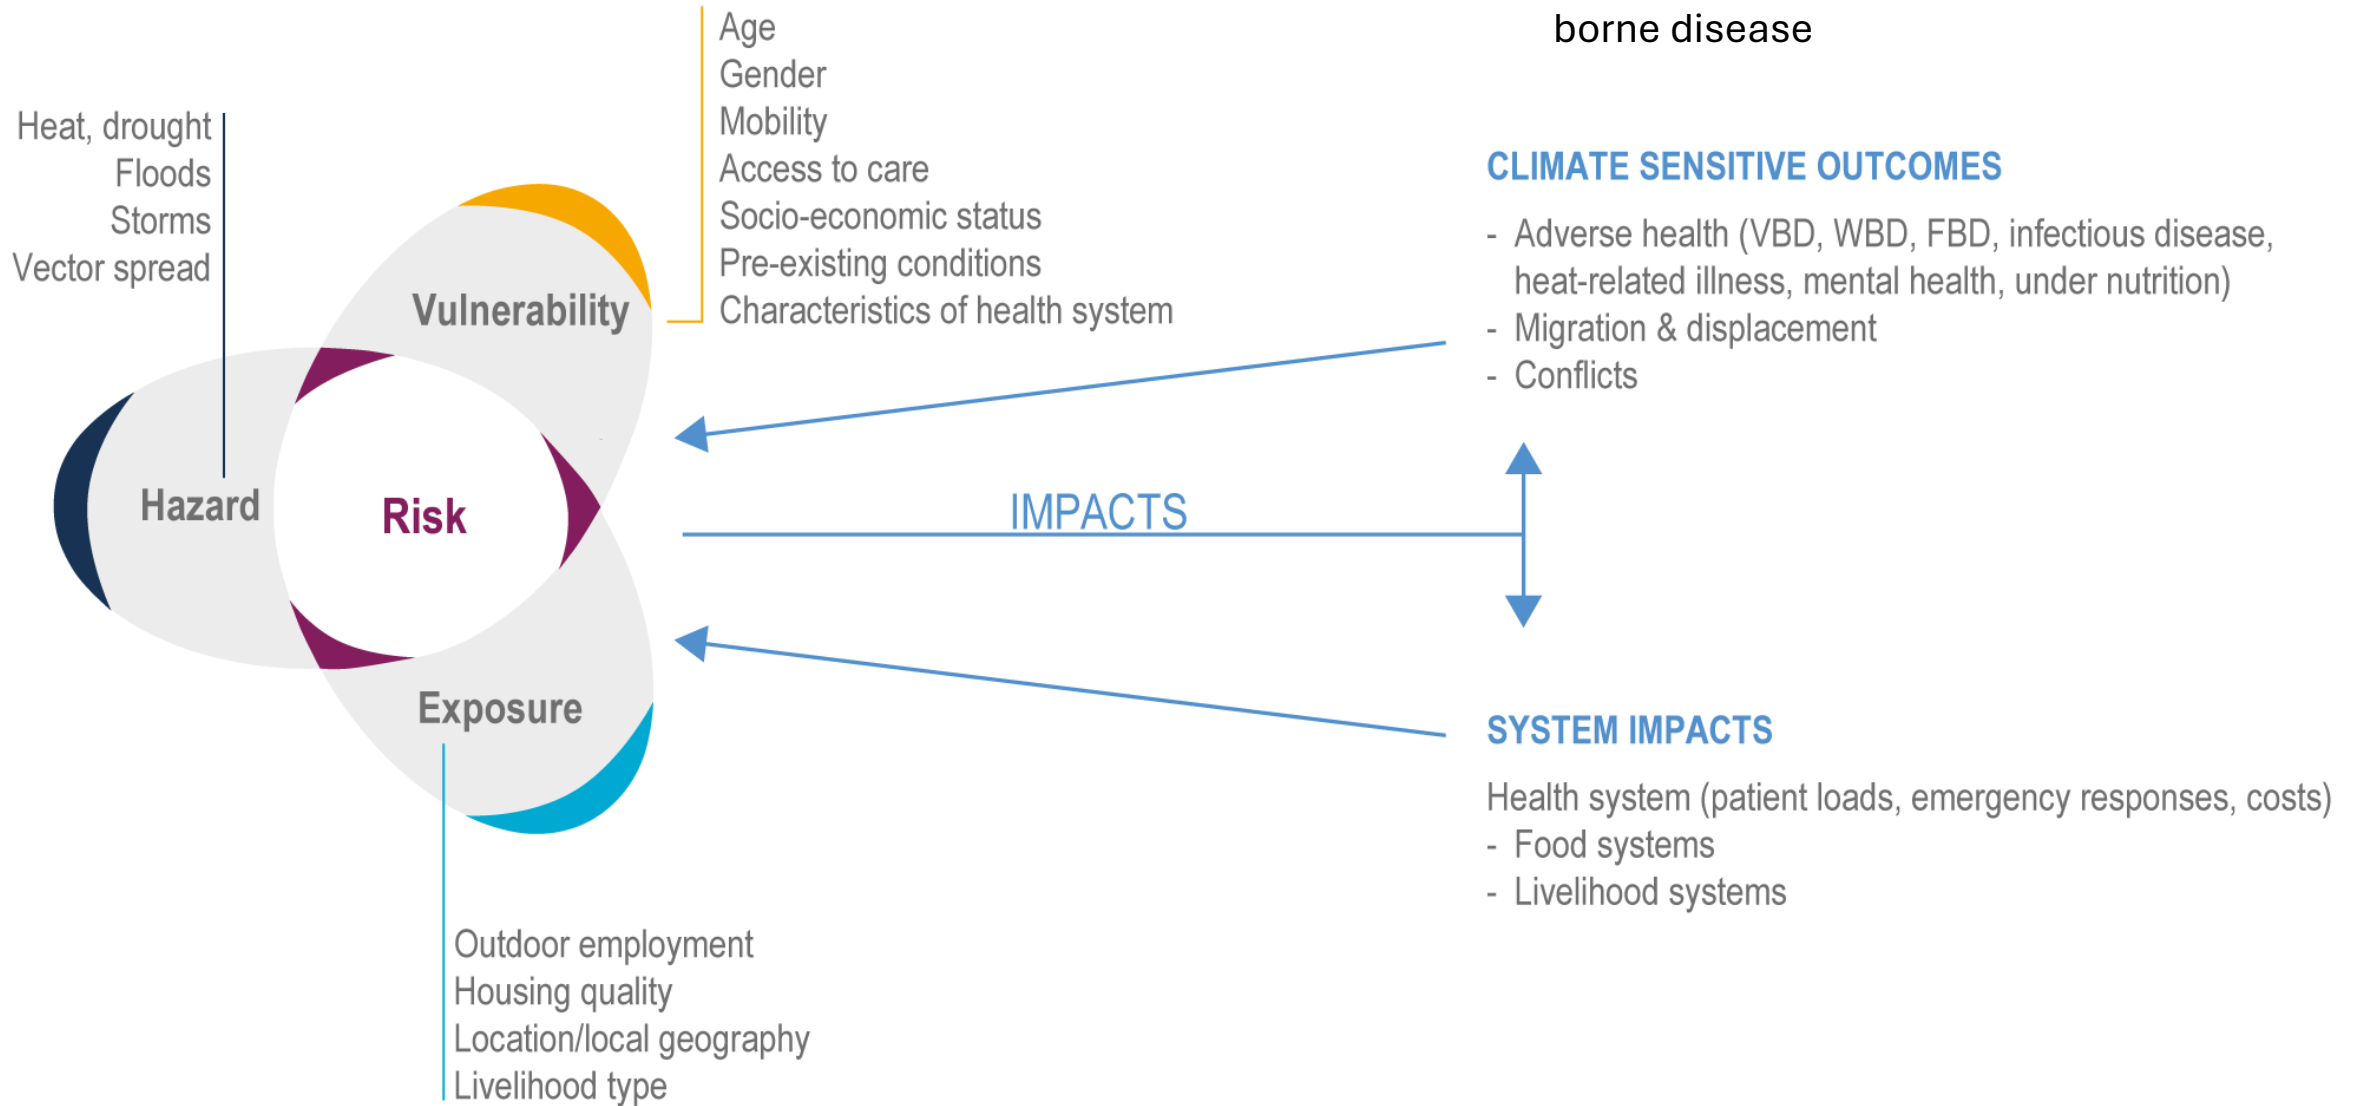 borne disease
Age
Gender
Mobility
Access to care
Socio-economic status
Pre-existing conditions
Characteristics of health system
Heat, drought
Floods
Storms
Vector spread
Vulnerability
Hazard
Risk
Exposure
Outdoor employment
Housing quality
Location/local geography
Livelihood type
IMPACTS
CLIMATE SENSITIVE OUTCOMES
- Adverse health (VBD, WBD, FBD, infectious disease,
heat-related illness, mental health, under nutrition)
- Migration & displacement
- Conflicts
SYSTEM IMPACTS
Health system (patient loads, emergency responses, costs)
- Food systems
- Livelihood systems